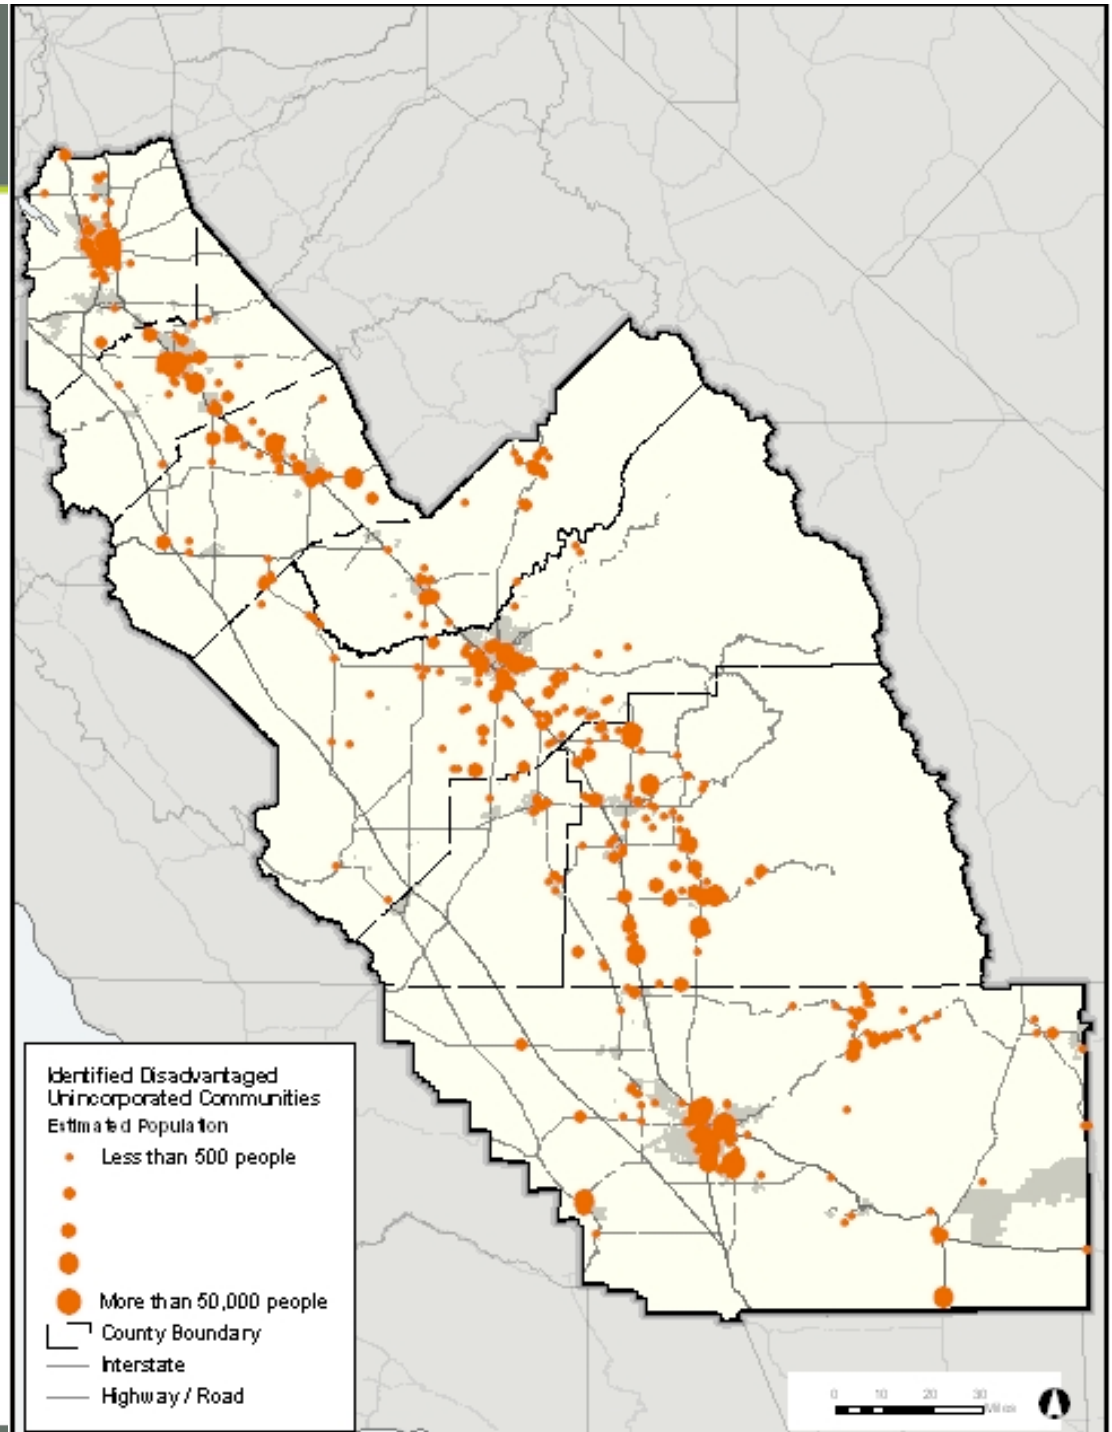 Identified Disadvantaged
Unincorporated Communities
Estimated Population
Less than 500 people
More than 50,000 people
County Boundary
Interstate
Highway / Road
0 10 20 30
Miles